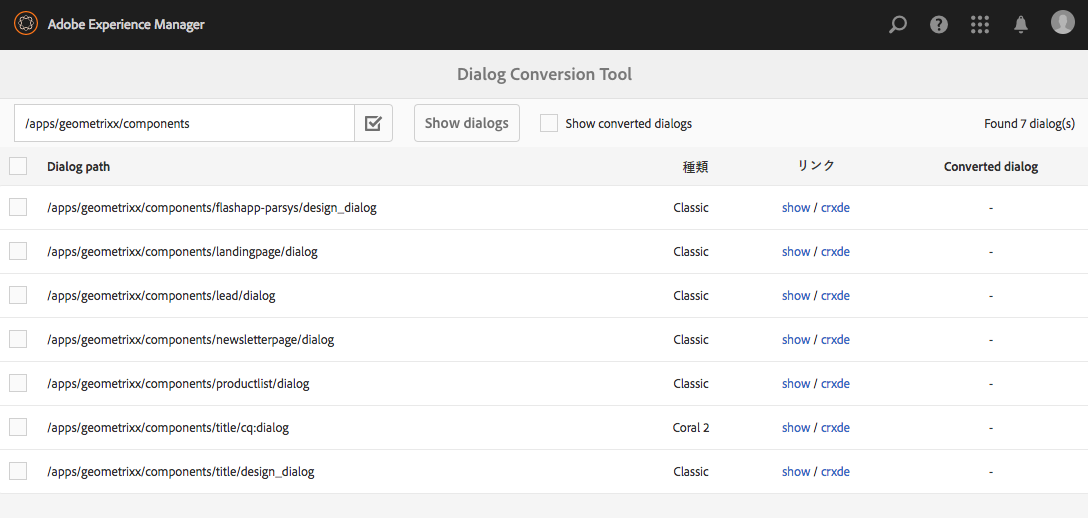 Adobe Experience Manager
Dialog Conversion Tool
/apps/geometrixx/components Show dialogs Show converted dialogs Found 7 dialog(s)
Dialog path 種類 リンク Converted dialog
/apps/geometrixx/components/flashapp-parsys/design_dialog Classic show / crxde -
/apps/geometrixx/components/landingpage/dialog Classic show / crxde -
/apps/geometrixx/components/lead/dialog Classic show / crxde -
/apps/geometrixx/components/newsletterpage/dialog Classic show / crxde -
/apps/geometrixx/components/productlist/dialog Classic show / crxde -
/apps/geometrixx/components/title/cq:dialog Coral 2 show / crxde -
/apps/geometrixx/components/title/design_dialog Classic show / crxde -